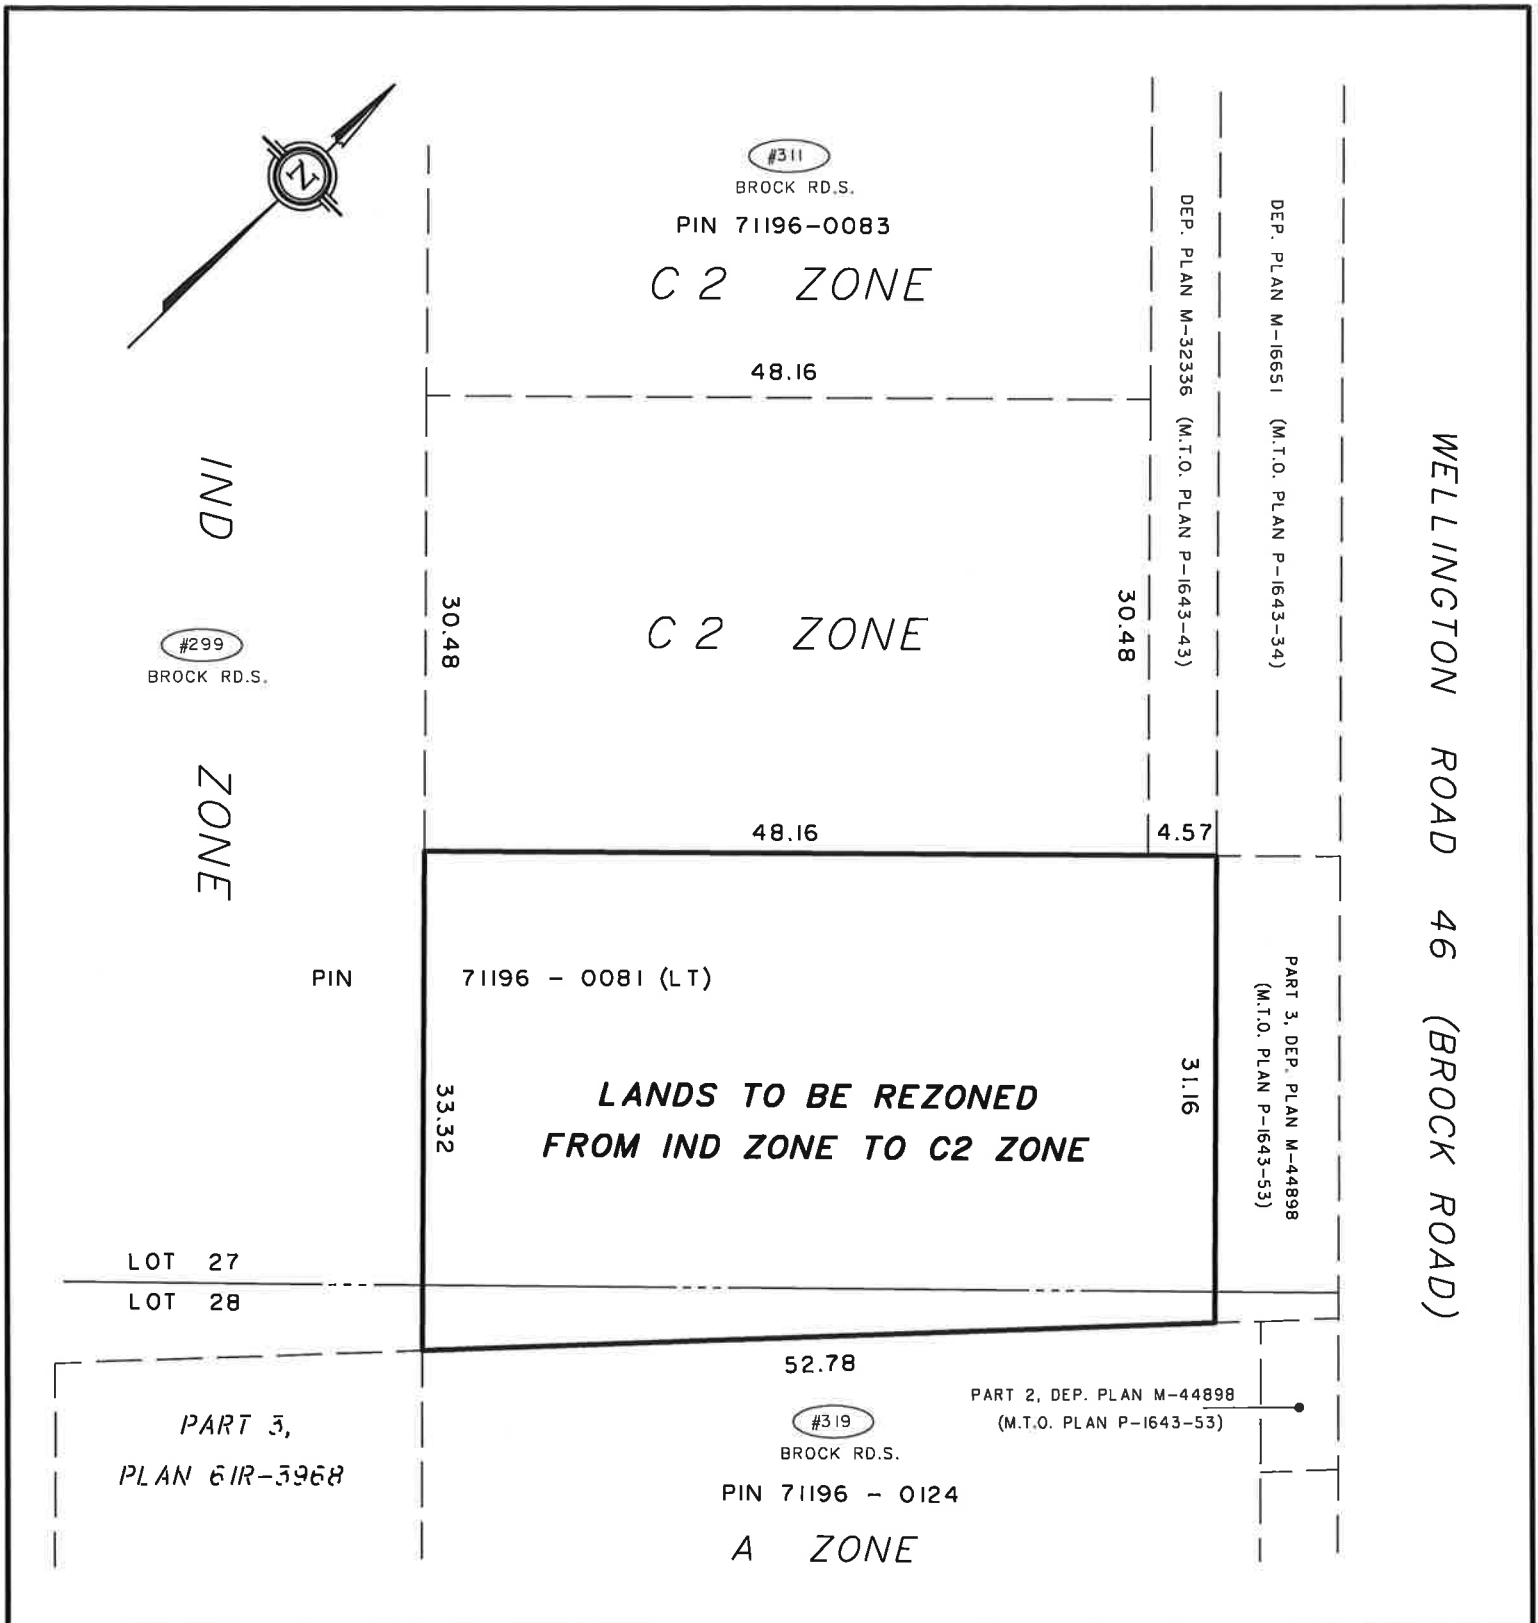 N
#311
BROCK RD.S.
PIN 71196-0083
C2 ZONE
48.16
DEP. PLAN M-32336 (M.T.O. PLAN P-1643-43)
DEP. PLAN M-16651 (M.T.O. PLAN P-1643-34)
WELLINGTON ROAD 46 (BROCK ROAD)
IND ZONE
#299
BROCK RD.S.
30.48
C2 ZONE
30.48
48.16
4.57
PIN 71196 - 0081 (LT)
33.32
LANDS TO BE REZONED
FROM IND ZONE TO C2 ZONE
31.16
PART 3, DEP. PLAN M-44898
(M.T.O. PLAN P-1643-53)
LOT 27
LOT 28
52.78
PART 3,
PLAN 61R-3968
#319
BROCK RD.S.
PIN 71196 - 0124
A ZONE
PART 2, DEP. PLAN M-44898
(M.T.O. PLAN P-1643-53)